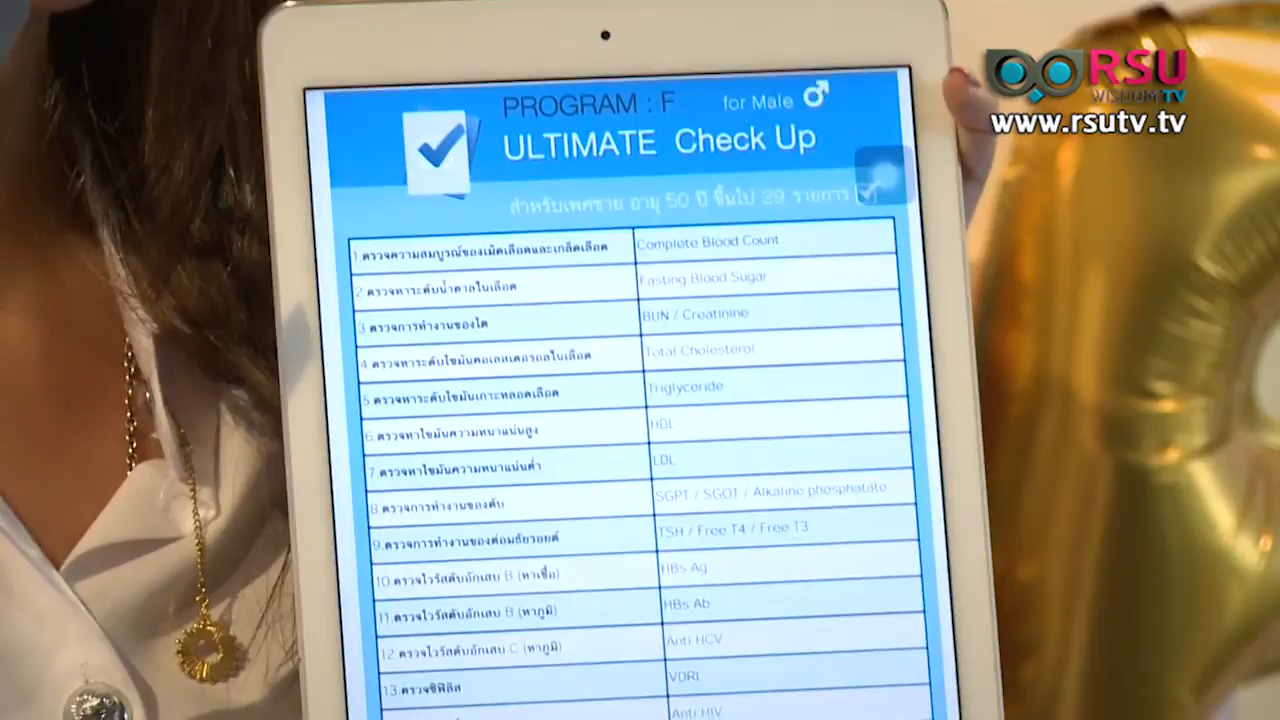 RSU
WISDOM TV
www.rsutv.tv
PROGRAM : F for Male ♂
ULTIMATE Check Up
สำหรับเพศชาย อายุ 50 ปี ขึ้นไป 29 รายการ
1.ตรวจความสมบูรณ์ของเม็ดเลือดและเกล็ดเลือด Complete Blood Count
2.ตรวจหาระดับน้ำตาลในเลือด Fasting Blood Sugar
3.ตรวจการทำงานของไต BUN / Creatinine
4.ตรวจหาระดับไขมันคอเลสเตอรอลในเลือด Total Cholesterol
5.ตรวจหาระดับไขมันเกาะหลอดเลือด Triglyceride
6.ตรวจหาไขมันความหนาแน่นสูง HDL
7.ตรวจหาไขมันความหนาแน่นต่ำ LDL
8.ตรวจการทำงานของตับ SGPT / SGOT / Alkaline phosphatato
9.ตรวจการทำงานของต่อมธัยรอยด์ TSH / Free T4 / Free T3
10.ตรวจไวรัสตับอักเสบ B (หาเชื้อ) HBs Ag
11.ตรวจไวรัสตับอักเสบ B (หาภูมิ) HBs Ab
12.ตรวจไวรัสตับอักเสบ C (หาภูมิ) Anti HCV
13.ตรวจซิฟิลิส VDRL
Anti HIV